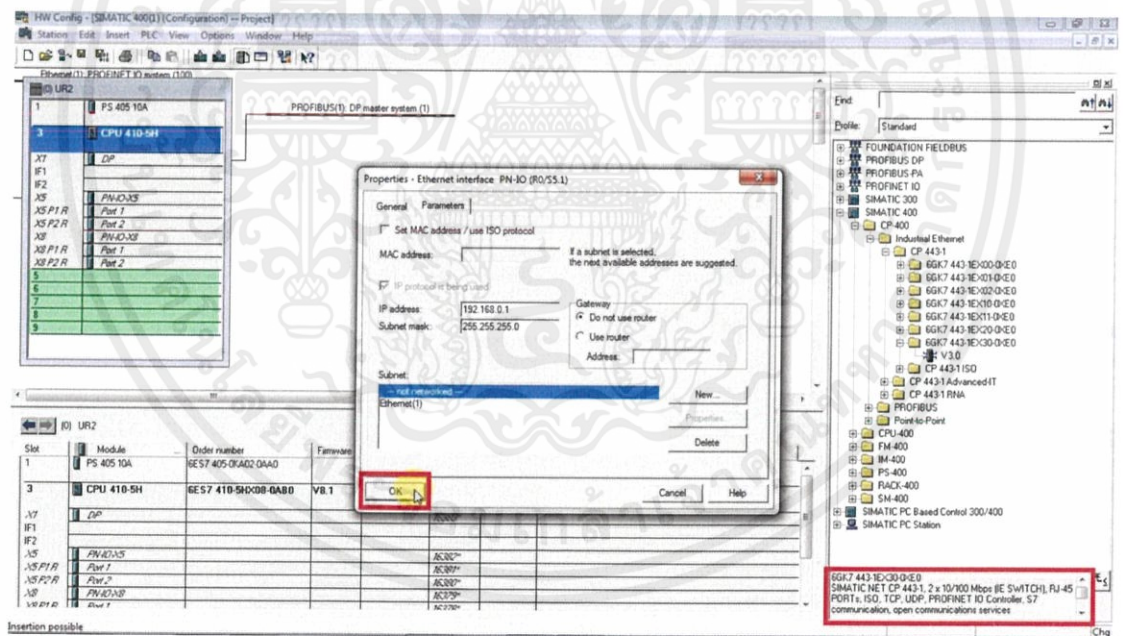 HW Config - [SIMATIC 400(1) (Configuration) -- Project]
Station Edit Insert PLC View Options Window Help
Ethernet(1): PROFINET IO system (100)
(0) UR2
1 PS 405 10A
3 CPU 410-5H
X1 DP
IF1
IF2
X5 PN-IO-X5
X5 P1 R Port 1
X5 P2 R Port 2
X8 PN-IO-X8
X8 P1 R Port 1
X8 P2 R Port 2
5
6
7
8
9
PROFIBUS(1): DP master system (1)
Properties - Ethernet interface PN-IO (R0/S5.1)
General Parameters
Set MAC address / use ISO protocol
MAC address:
If a subnet is selected,
the next available addresses are suggested.
IP protocol is being used
IP address: 192.168.0.1
Subnet mask: 255.255.255.0
Gateway
Do not use router
Use router
Address:
Subnet:
--- not networked ---
Ethernet(1)
New...
Properties...
Delete
OK
Cancel
Help
Find:
Profile: Standard
FOUNDATION FIELDBUS
PROFIBUS DP
PROFIBUS-PA
PROFINET IO
SIMATIC 300
SIMATIC 400
CP-400
Industrial Ethernet
CP 443-1
6GK7 443-1EX00-0XE0
6GK7 443-1EX01-0XE0
6GK7 443-1EX02-0XE0
6GK7 443-1EX10-0XE0
6GK7 443-1EX11-0XE0
6GK7 443-1EX20-0XE0
6GK7 443-1EX30-0XE0
V3.0
CP 443-1 ISO
CP 443-1 Advanced-IT
CP 443-1 RNA
PROFIBUS
Point-to-Point
CPU-400
FM-400
IM-400
PS-400
RACK-400
SM-400
SIMATIC PC Based Control 300/400
SIMATIC PC Station
(0) UR2
Slot Module ... Order number Firmware
1 PS 405 10A 6ES7 405-0KA02-0AA0
3 CPU 410-5H 6ES7 410-5HX08-0AB0 V8.1
X1 DP
IF1
IF2
X5 PN-IO-X5
X5 P1 R Port 1
X5 P2 R Port 2
X8 PN-IO-X8
X8 P1 R Port 1
6GK7 443-1EX30-0XE0
SIMATIC NET CP 443-1, 2 x 10/100 Mbps (IE SWITCH), RJ-45
PORTs, ISO, TCP, UDP, PROFINET IO Controller, S7
communication, open communications services
Insertion possible
Chg